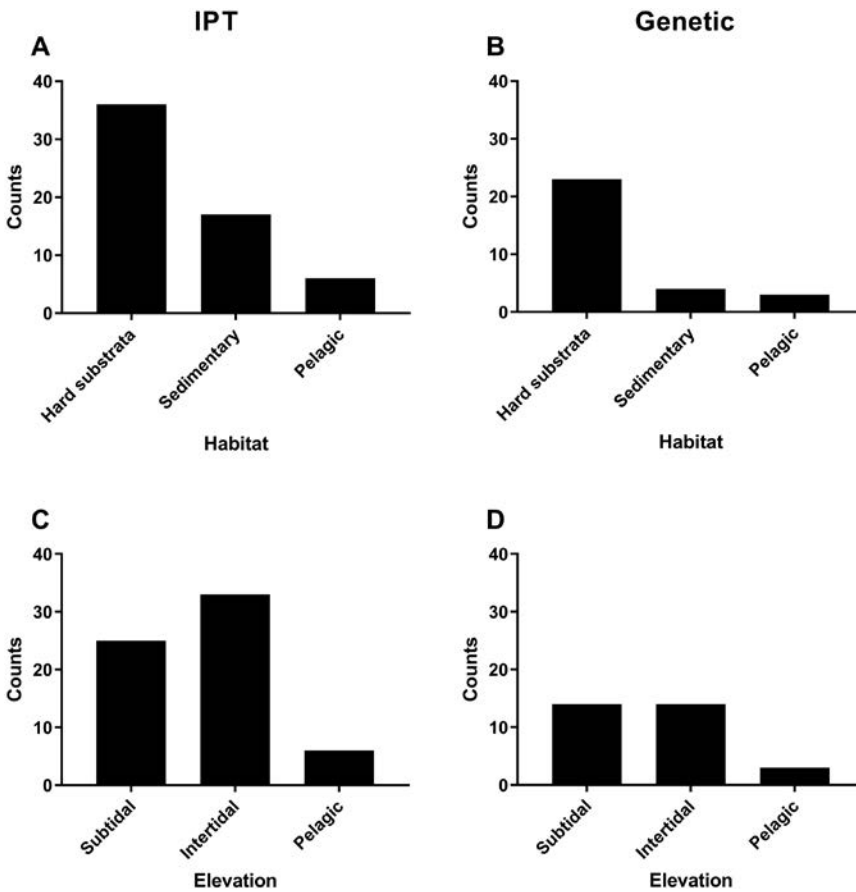 IPT
Genetic
A
B
40
30
20
10
0
Counts
Hard substrata
Sedimentary
Pelagic
Habitat
40
30
20
10
0
Counts
Hard substrata
Sedimentary
Pelagic
Habitat
C
D
40
30
20
10
0
Counts
Subtidal
Intertidal
Pelagic
Elevation
40
30
20
10
0
Counts
Subtidal
Intertidal
Pelagic
Elevation